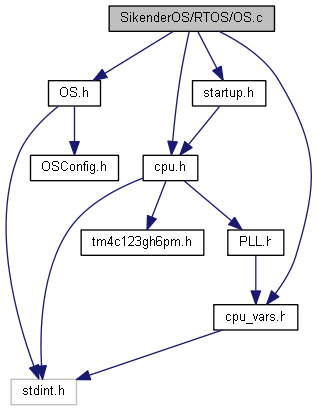 SikenderOS/RTOS/OS.c
OS.h
startup.h
OSConfig.h
cpu.h
tm4c123gh6pm.h
PLL.h
cpu_vars.h
stdint.h